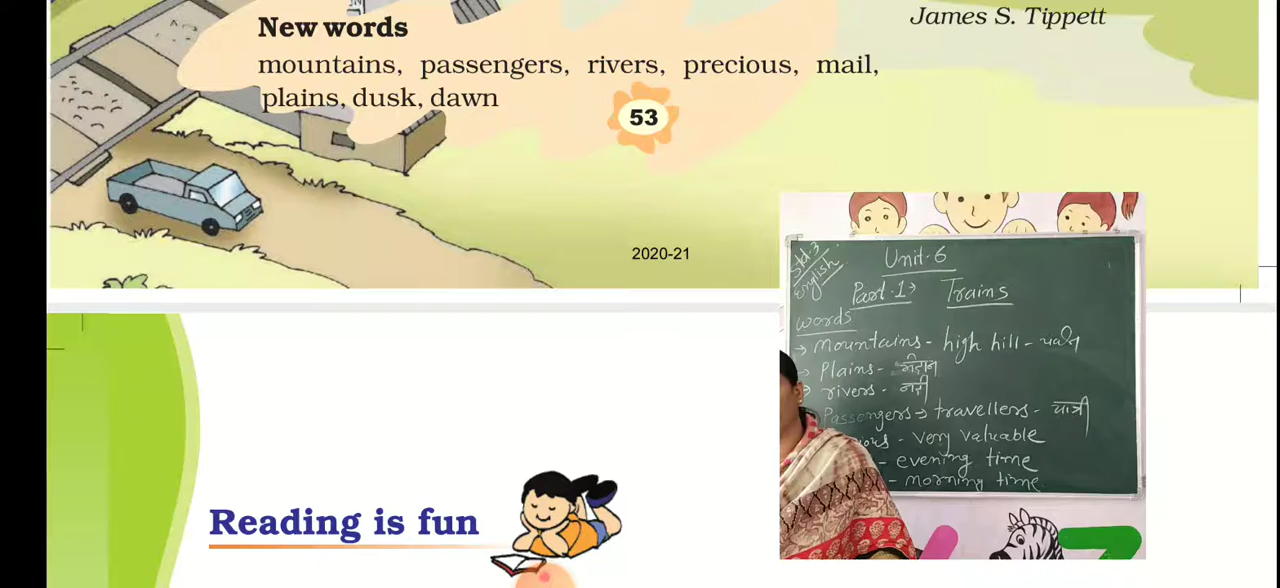 James S. Tippett
New words
mountains, passengers, rivers, precious, mail,
plains, dusk, dawn
53
2020-21
Std.3
English
Unit.6
Part.1→ Trains
words
→ Mountains - high hill -
→ Plains - मैदान
→ rivers - नदी
Passengers → travellers - यात्री
ious - very valuable
- evening time
- morning time.
Reading is fun